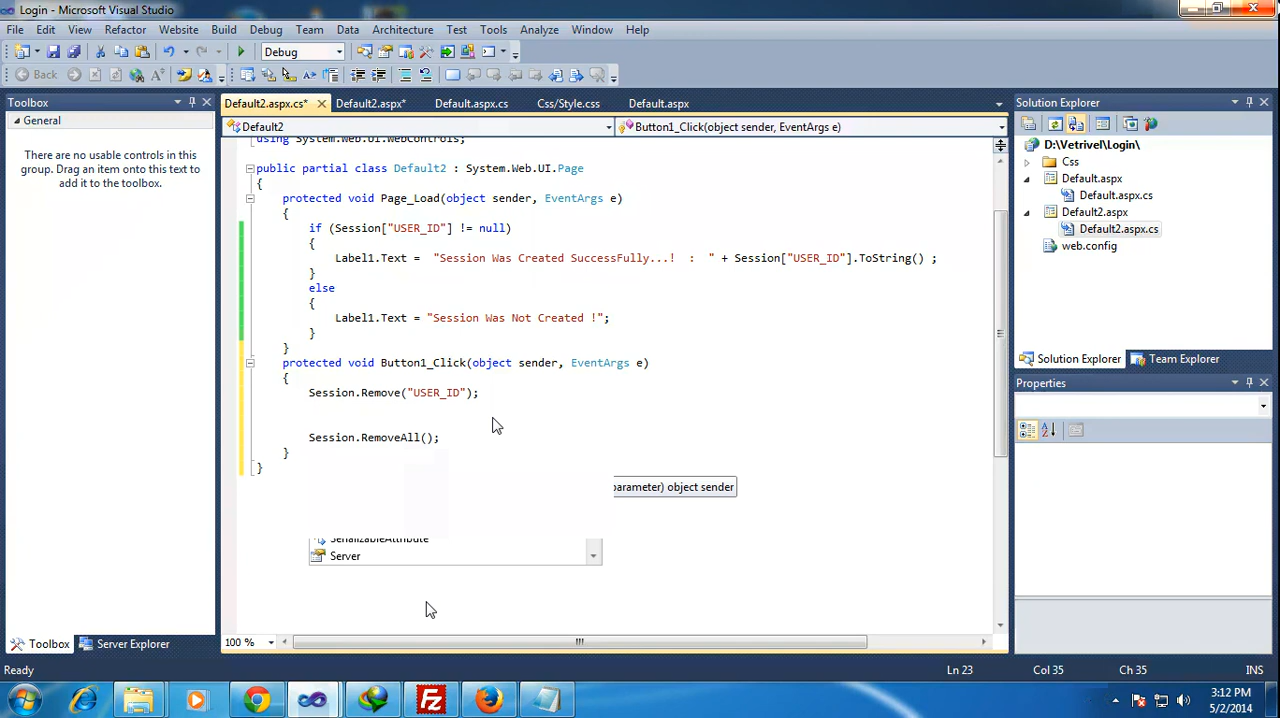 Login - Microsoft Visual Studio
File Edit View Refactor Website Build Debug Team Data Architecture Test Tools Analyze Window Help
Debug
Back
Toolbox
General
There are no usable controls in this
group. Drag an item onto this text to
add it to the toolbox.
Toolbox Server Explorer
Default2.aspx.cs* Default2.aspx* Default.aspx.cs Css/Style.css Default.aspx
Default2 Button1_Click(object sender, EventArgs e)
using System.Web.UI.WebControls;
public partial class Default2 : System.Web.UI.Page
{
protected void Page_Load(object sender, EventArgs e)
{
if (Session["USER_ID"] != null)
{
Label1.Text = "Session Was Created SuccessFully...! : " + Session["USER_ID"].ToString() ;
}
else
{
Label1.Text = "Session Was Not Created !";
}
}
protected void Button1_Click(object sender, EventArgs e)
{
Session.Remove("USER_ID");
Session.RemoveAll();
}
}
parameter) object sender
SerializableAttribute
Server
100 %
Solution Explorer
D:\Vetrivel\Login\
Css
Default.aspx
Default.aspx.cs
Default2.aspx
Default2.aspx.cs
web.config
Solution Explorer Team Explorer
Properties
Ready Ln 23 Col 35 Ch 35 INS
3:12 PM
5/2/2014